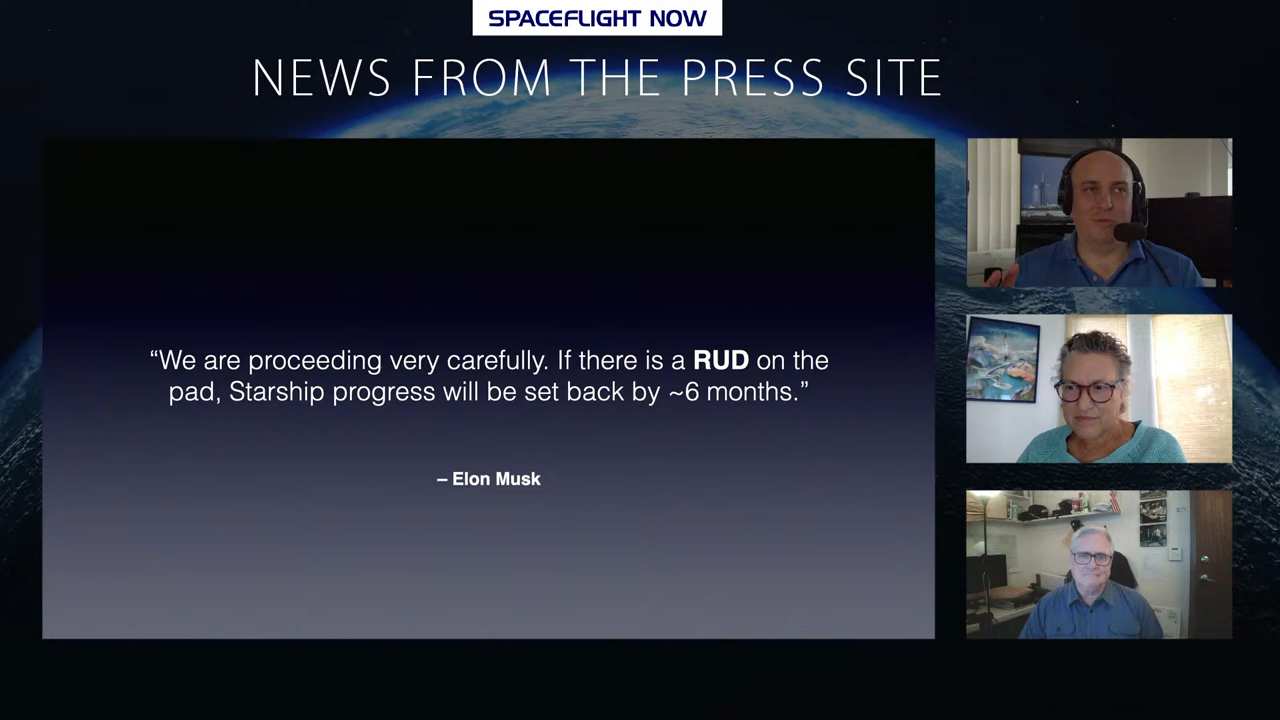 SPACEFLIGHT NOW
NEWS FROM THE PRESS SITE
“We are proceeding very carefully. If there is a RUD on the
pad, Starship progress will be set back by ~6 months.”
– Elon Musk